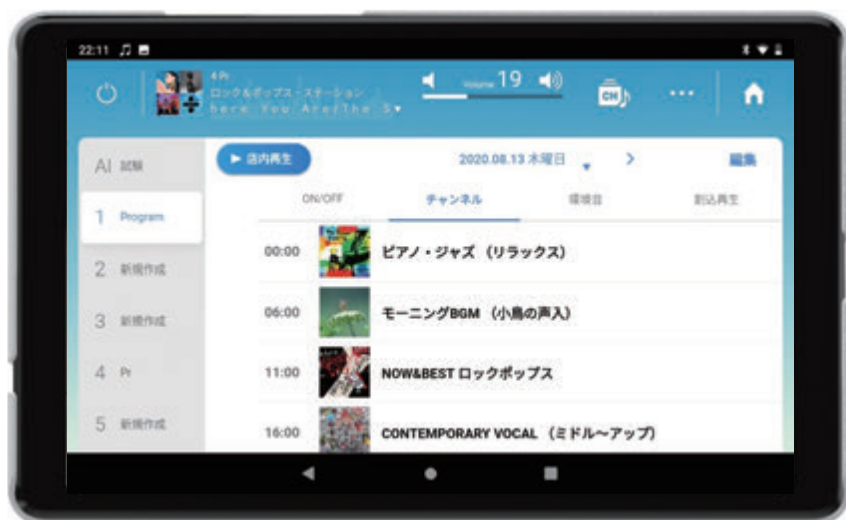 22:11
4 Pr
ロック&ポップス・ステーション
here You Are/The S
Volume 19
CH
AI 試験
▶ 店内再生
2020.08.13 木曜日 >
編集
ON/OFF チャンネル 環境音 割込再生
1 Program
2 新規作成
3 新規作成
4 Pr
5 新規作成
00:00 ピアノ・ジャズ (リラックス)
06:00 モーニングBGM (小鳥の声入)
11:00 NOW&BEST ロックポップス
16:00 CONTEMPORARY VOCAL (ミドル～アップ)